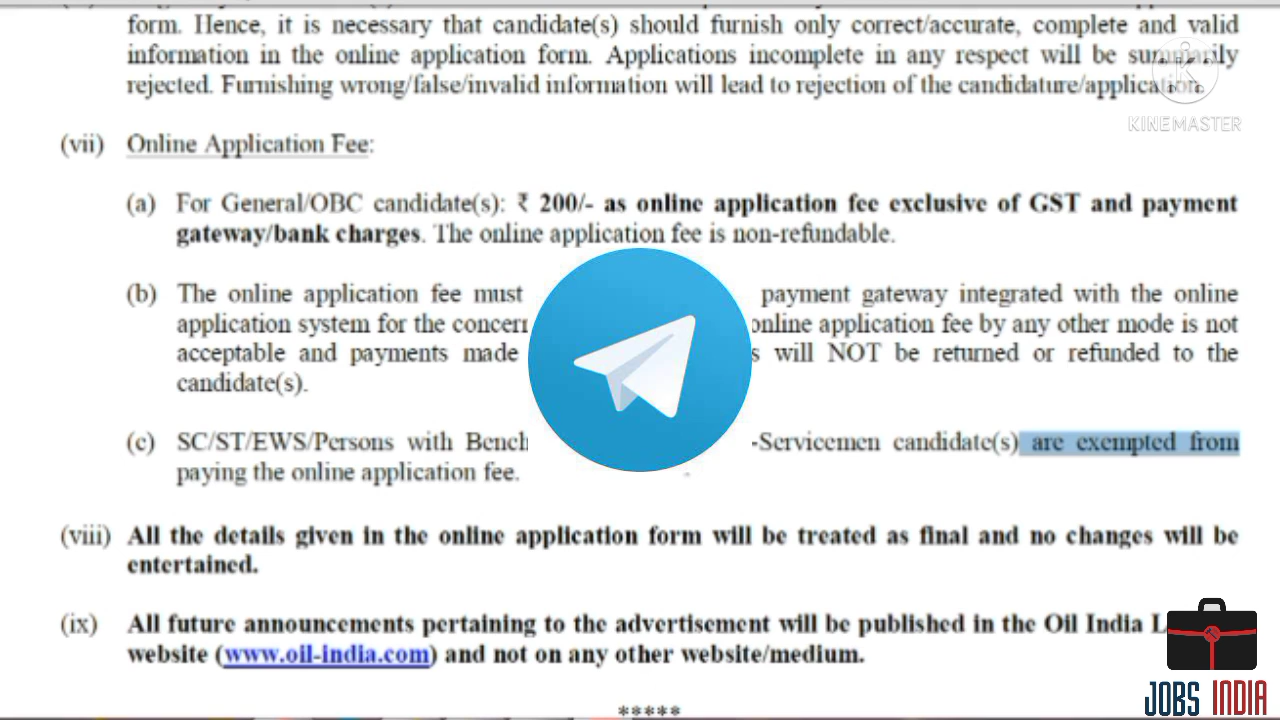 form. Hence, it is necessary that candidate(s) should furnish only correct/accurate, complete and valid
information in the online application form. Applications incomplete in any respect will be summarily
rejected. Furnishing wrong/false/invalid information will lead to rejection of the candidature/application.
KINEMASTER
(vii) Online Application Fee:
(a) For General/OBC candidate(s): ₹ 200/- as online application fee exclusive of GST and payment
gateway/bank charges. The online application fee is non-refundable.
(b) The online application fee must payment gateway integrated with the online
application system for the online application fee by any other mode is not
acceptable and payments made will NOT be returned or refunded to the
candidate(s).
(c) SC/ST/EWS/Persons with -Servicemen candidate(s) are exempted from
paying the online application fee.
(viii) All the details given in the online application form will be treated as final and no changes will be
entertained.
(ix) All future announcements pertaining to the advertisement will be published in the Oil India
website (www.oil-india.com) and not on any other website/medium.
*****
JOBS INDIA